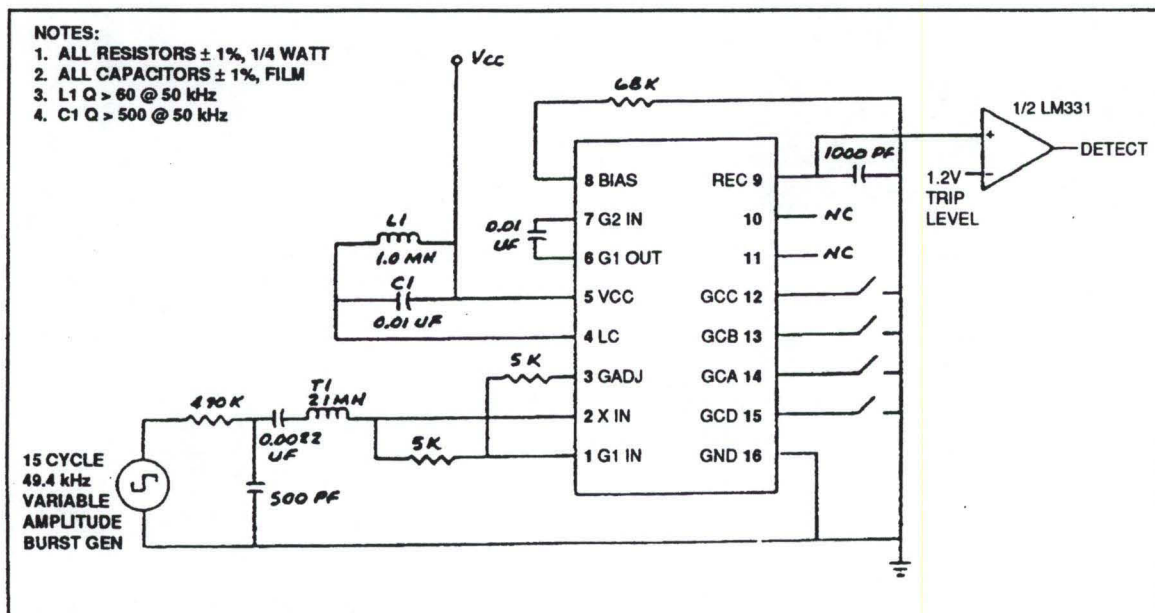 NOTES:
1. ALL RESISTORS ± 1%, 1/4 WATT
2. ALL CAPACITORS ± 1%, FILM
3. L1 Q > 60 @ 50 kHz
4. C1 Q > 500 @ 50 kHz
VCC
68K
1/2 LM331
+
DETECT
1000 PF
1.2V
TRIP
LEVEL
8 BIAS
REC 9
7 G2 IN
10
NC
0.01
UF
6 G1 OUT
11
NC
L1
1.0 MH
C1
0.01 UF
5 VCC
GCC 12
4 LC
GCB 13
5K
3 GADJ
GCA 14
T1
21MH
490K
0.0022
UF
2 X IN
GCD 15
5K
1 G1 IN
GND 16
15 CYCLE
49.4 kHz
VARIABLE
AMPLITUDE
BURST GEN
500 PF